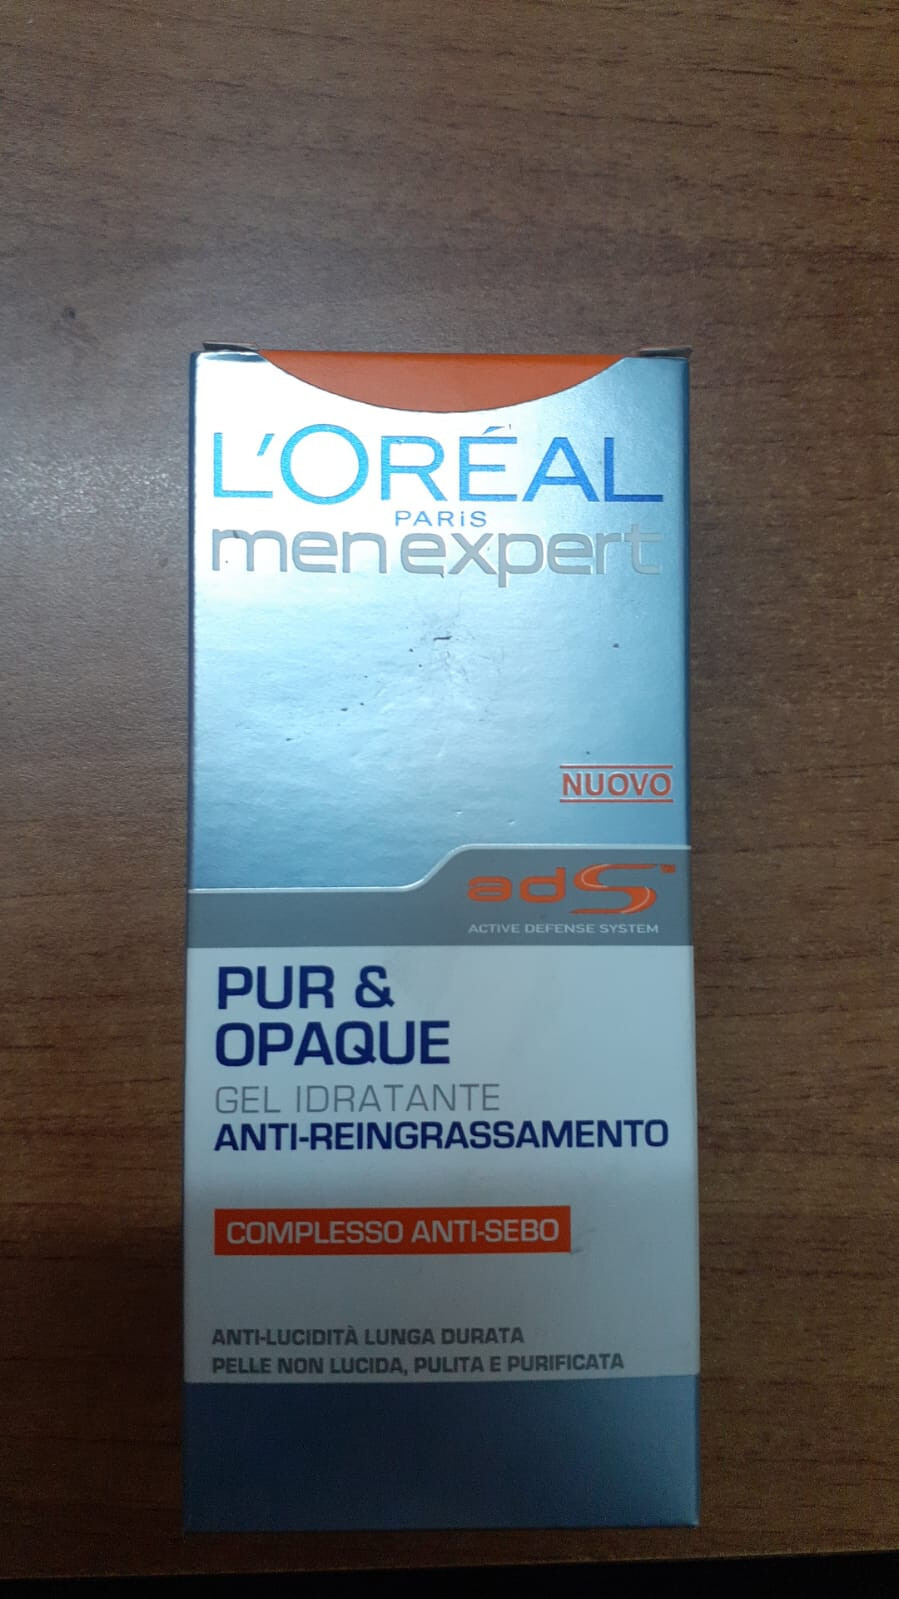 L'ORÉAL
PARiS
men expert
NUOVO
adS™
ACTIVE DEFENSE SYSTEM
PUR &
OPAQUE
GEL IDRATANTE
ANTI-REINGRASSAMENTO
COMPLESSO ANTI-SEBO
ANTI-LUCIDITÀ LUNGA DURATA
PELLE NON LUCIDA, PULITA E PURIFICATA